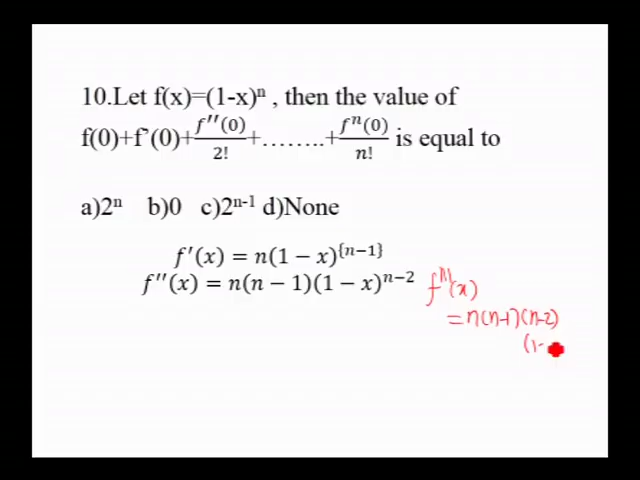 10.Let f(x)=(1-x)ⁿ , then the value of
f(0)+f'(0)+f′′(0)/2!+……..+fⁿ(0)/n! is equal to
a)2ⁿ b)0 c)2ⁿ⁻¹ d)None
f′(x) = n(1 − x)^{n−1}
f′′(x) = n(n − 1)(1 − x)ⁿ⁻²
f'''(x)
= n(n-1)(n-2)
(1-